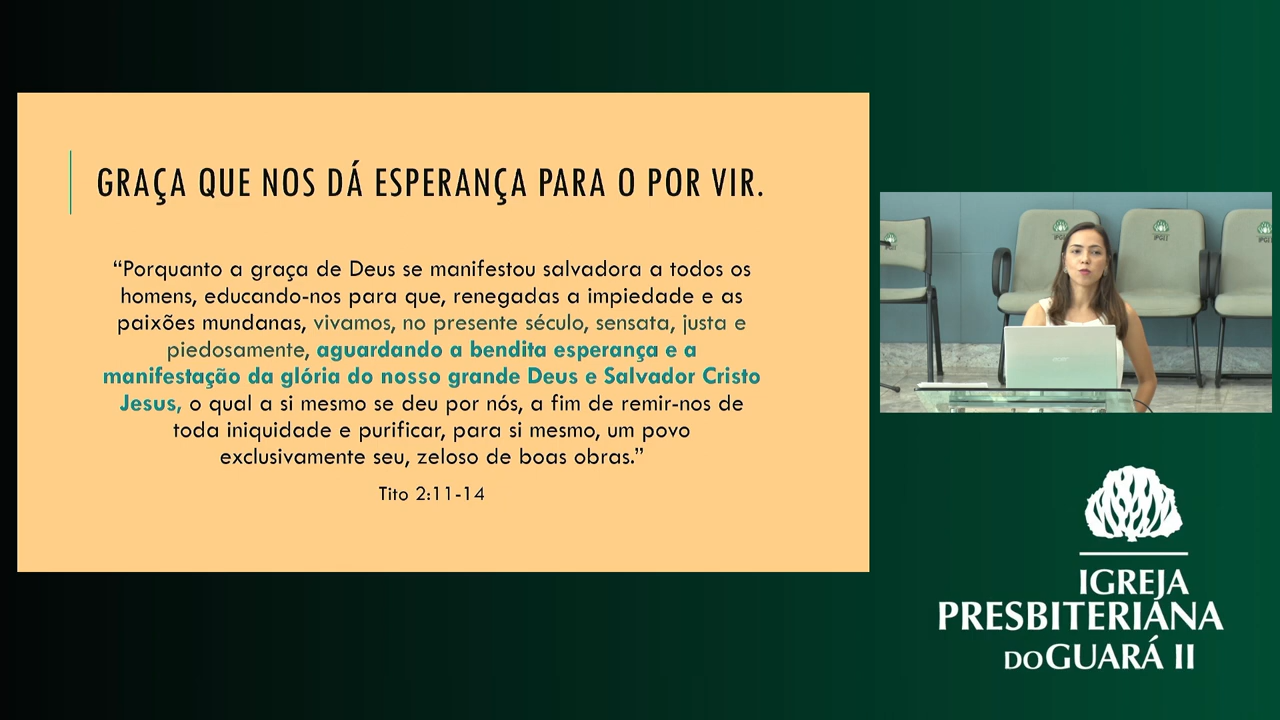 GRAÇA QUE NOS DÁ ESPERANÇA PARA O POR VIR.
“Porquanto a graça de Deus se manifestou salvadora a todos os
homens, educando-nos para que, renegadas a impiedade e as
paixões mundanas, vivamos, no presente século, sensata, justa e
piedosamente, aguardando a bendita esperança e a
manifestação da glória do nosso grande Deus e Salvador Cristo
Jesus, o qual a si mesmo se deu por nós, a fim de remir-nos de
toda iniquidade e purificar, para si mesmo, um povo
exclusivamente seu, zeloso de boas obras.”
Tito 2:11-14
acer
IGREJA
PRESBITERIANA
DO GUARÁ II